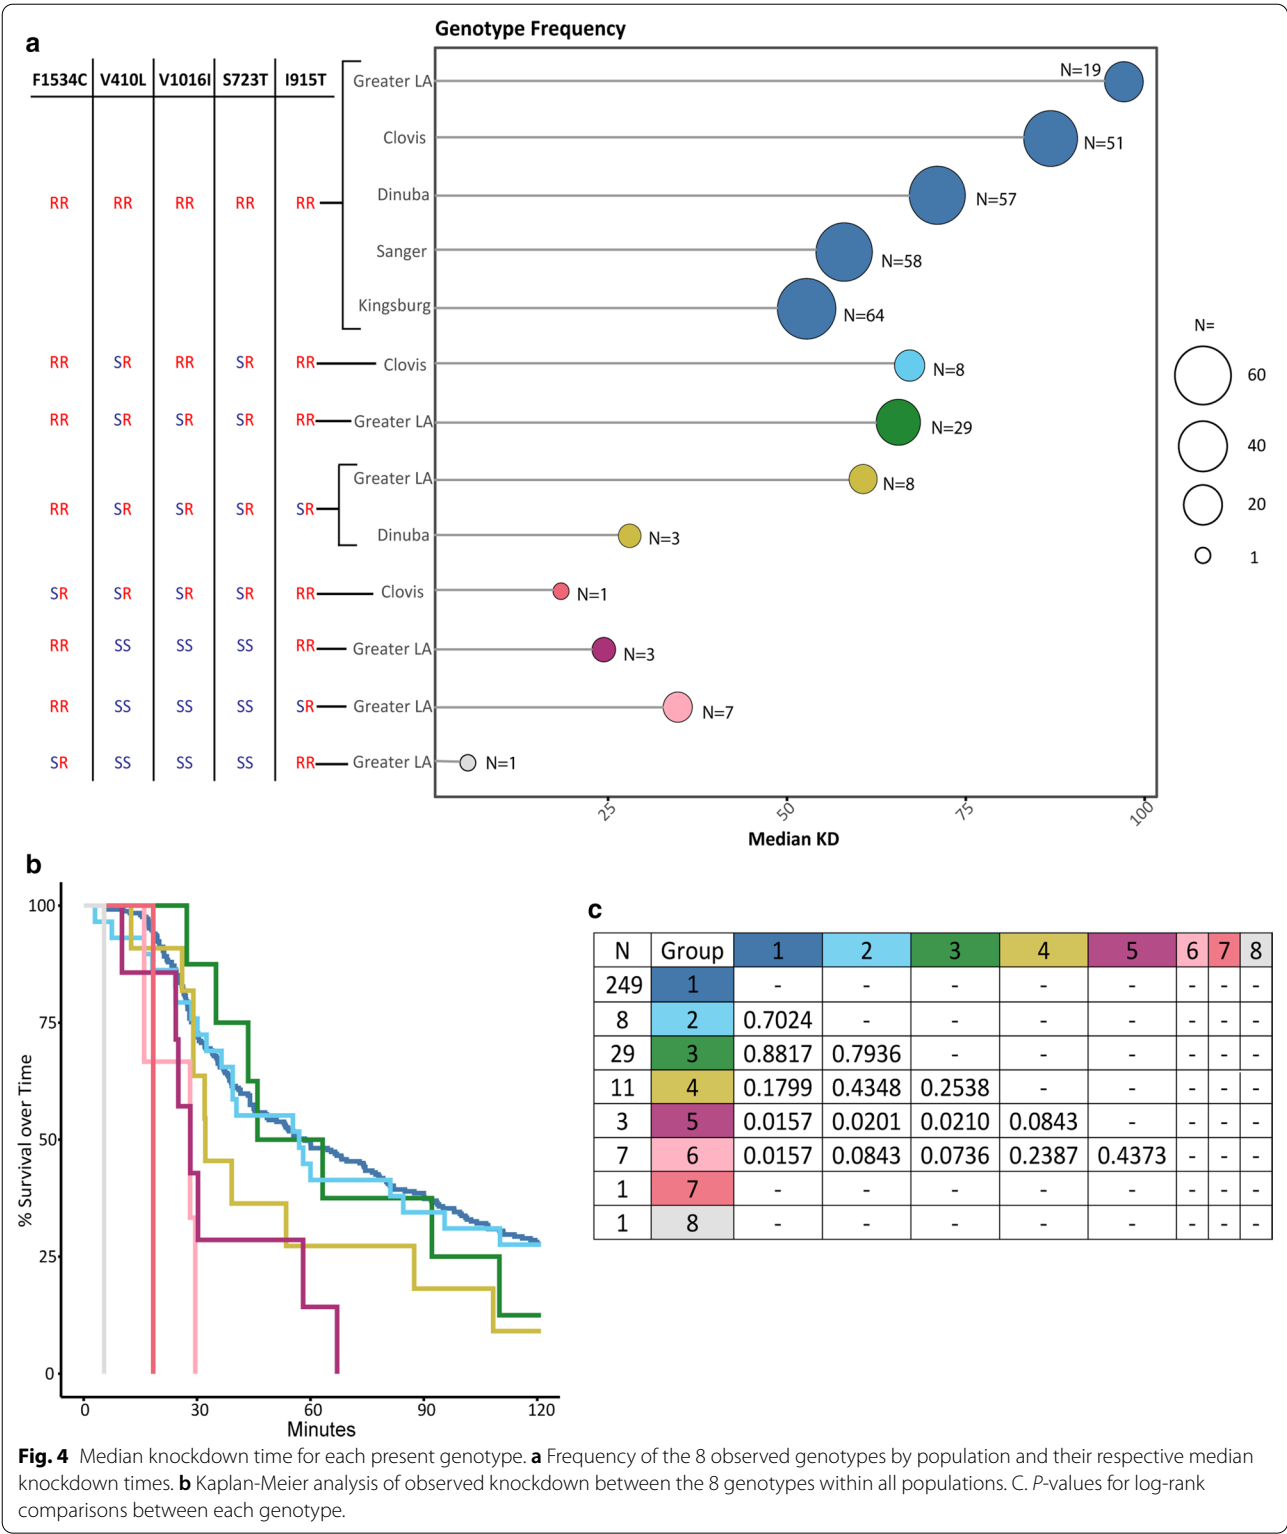 Genotype Frequency
a
F1534C V410L V1016I S723T I915T
Greater LA N=19
Clovis N=51
RR RR RR RR RR Dinuba N=57
Sanger N=58
Kingsburg N=64
RR SR RR SR RR Clovis N=8
RR SR SR SR RR Greater LA N=29
Greater LA N=8
RR SR SR SR SR
Dinuba N=3
SR SR SR SR RR Clovis N=1
RR SS SS SS RR Greater LA N=3
RR SS SS SS SR Greater LA N=7
SR SS SS SS RR Greater LA N=1
N=
60
40
20
1
25 50 75 100
Median KD
b
100
75
50
25
0
% Survival over Time
0 30 60 90 120
Minutes
c
N Group 1 2 3 4 5 6 7 8
249 1 - - - - - - - -
8 2 0.7024 - - - - - - -
29 3 0.8817 0.7936 - - - - - -
11 4 0.1799 0.4348 0.2538 - - - - -
3 5 0.0157 0.0201 0.0210 0.0843 - - - -
7 6 0.0157 0.0843 0.0736 0.2387 0.4373 - - -
1 7 - - - - - - - -
1 8 - - - - - - - -
Fig. 4 Median knockdown time for each present genotype. a Frequency of the 8 observed genotypes by population and their respective median
knockdown times. b Kaplan-Meier analysis of observed knockdown between the 8 genotypes within all populations. C. P-values for log-rank
comparisons between each genotype.